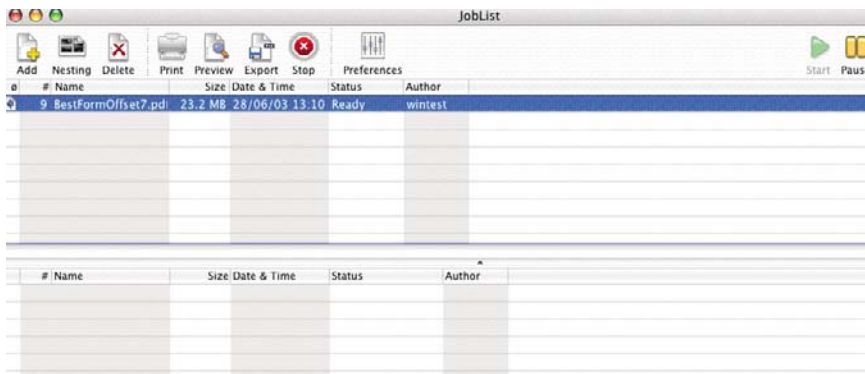 JobList
Add Nesting Delete Print Preview Export Stop Preferences Start Paus
# Name Size Date & Time Status Author
9 BestFormOffset7.pdf 23.2 MB 28/06/03 13:10 Ready wintest
# Name Size Date & Time Status Author